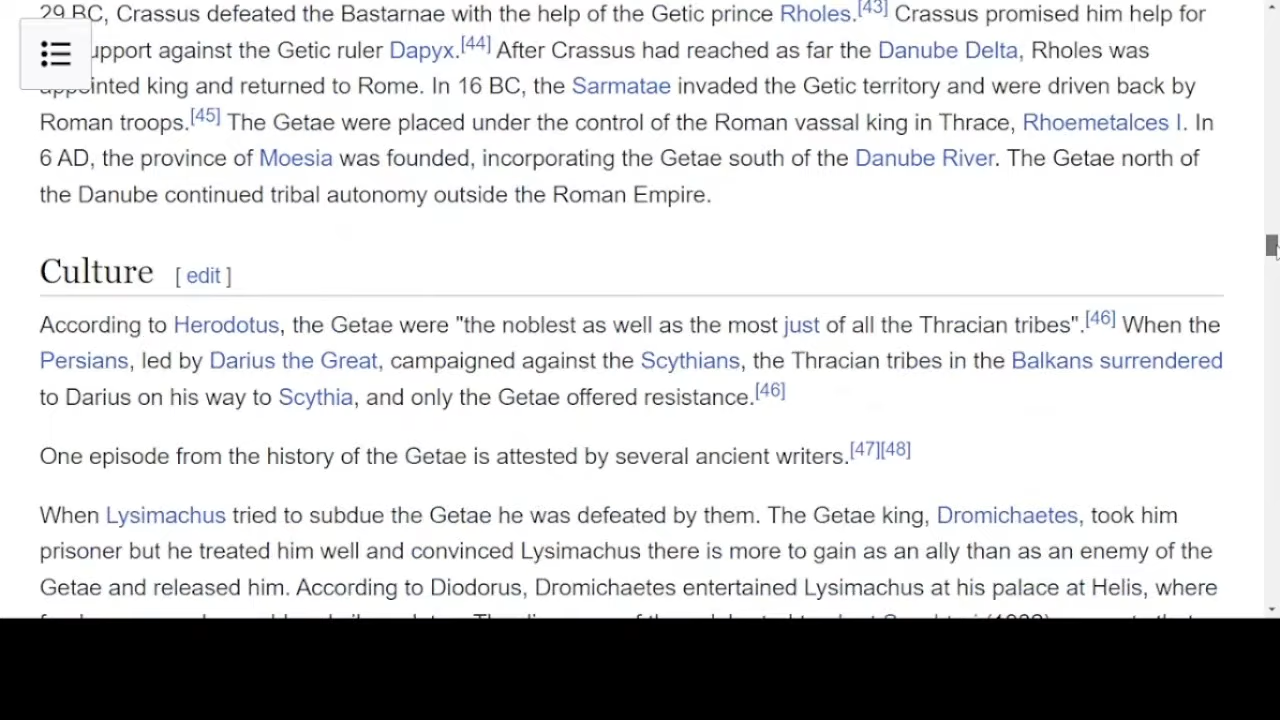 29 BC, Crassus defeated the Bastarnae with the help of the Getic prince Rholes.[43] Crassus promised him help for
upport against the Getic ruler Dapyx.[44] After Crassus had reached as far the Danube Delta, Rholes was
appointed king and returned to Rome. In 16 BC, the Sarmatae invaded the Getic territory and were driven back by
Roman troops.[45] The Getae were placed under the control of the Roman vassal king in Thrace, Rhoemetalces I. In
6 AD, the province of Moesia was founded, incorporating the Getae south of the Danube River. The Getae north of
the Danube continued tribal autonomy outside the Roman Empire.
Culture [ edit ]
According to Herodotus, the Getae were "the noblest as well as the most just of all the Thracian tribes".[46] When the
Persians, led by Darius the Great, campaigned against the Scythians, the Thracian tribes in the Balkans surrendered
to Darius on his way to Scythia, and only the Getae offered resistance.[46]
One episode from the history of the Getae is attested by several ancient writers.[47][48]
When Lysimachus tried to subdue the Getae he was defeated by them. The Getae king, Dromichaetes, took him
prisoner but he treated him well and convinced Lysimachus there is more to gain as an ally than as an enemy of the
Getae and released him. According to Diodorus, Dromichaetes entertained Lysimachus at his palace at Helis, where